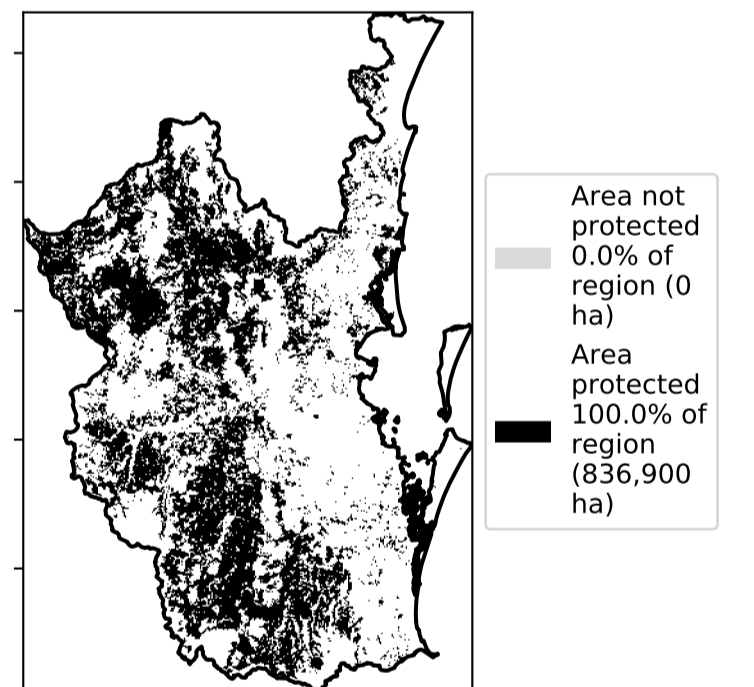 Area not
protected
0.0% of
region (0
ha)
Area
protected
100.0% of
region
(836,900
ha)